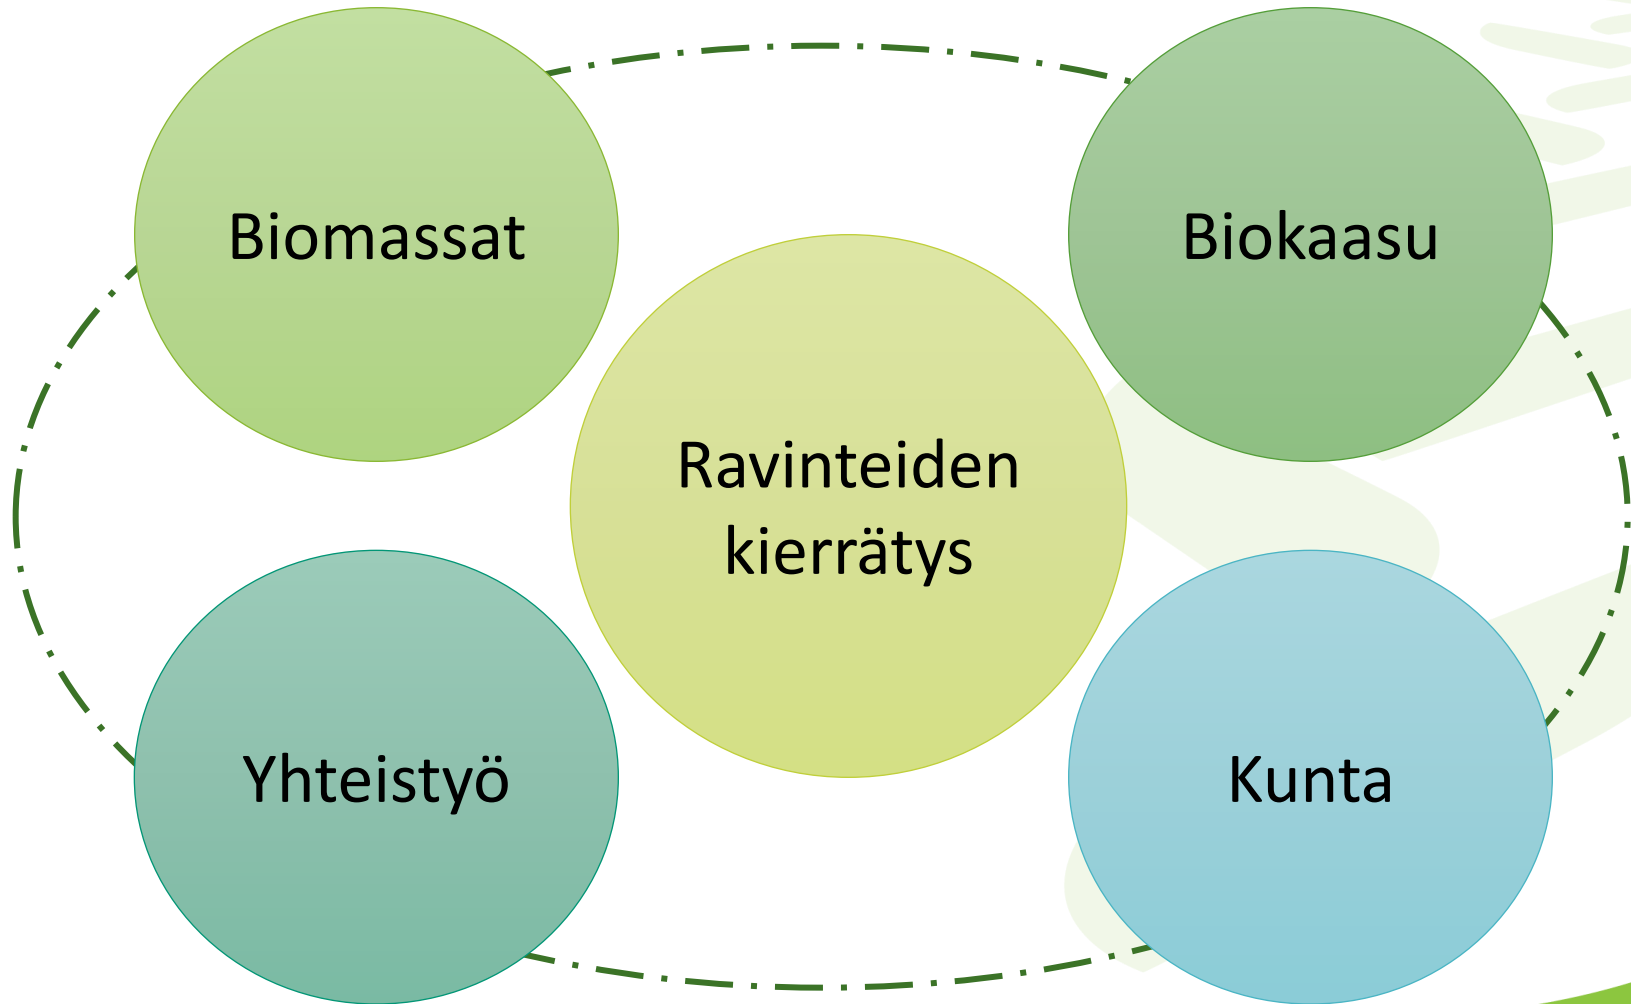 Biomassat
Biokaasu
Ravinteiden
kierrätys
Yhteistyö
Kunta